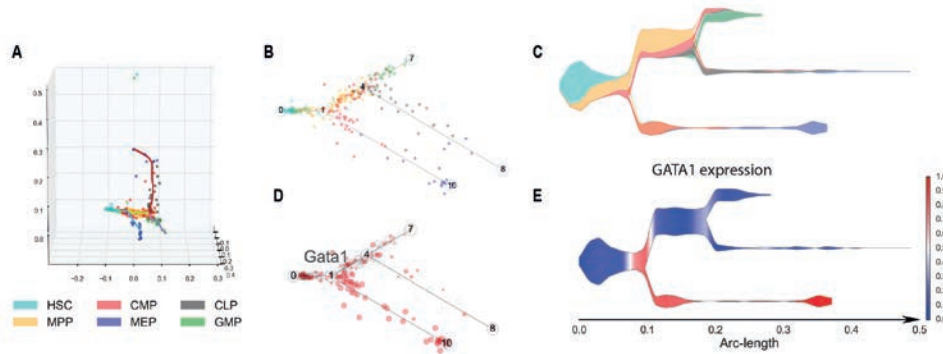 A
0.5
0.4
0.3
0.2
0.1
0.0
−0.2 −0.1 0.0 0.1 0.2 0.3
HSC CMP CLP
MPP MEP GMP
B
7
4
0 1
8
10
D
Gata1
7
4
0 1
8
10
C
GATA1 expression
E
0.0 0.1 0.2 0.3 0.4 0.5
Arc-length